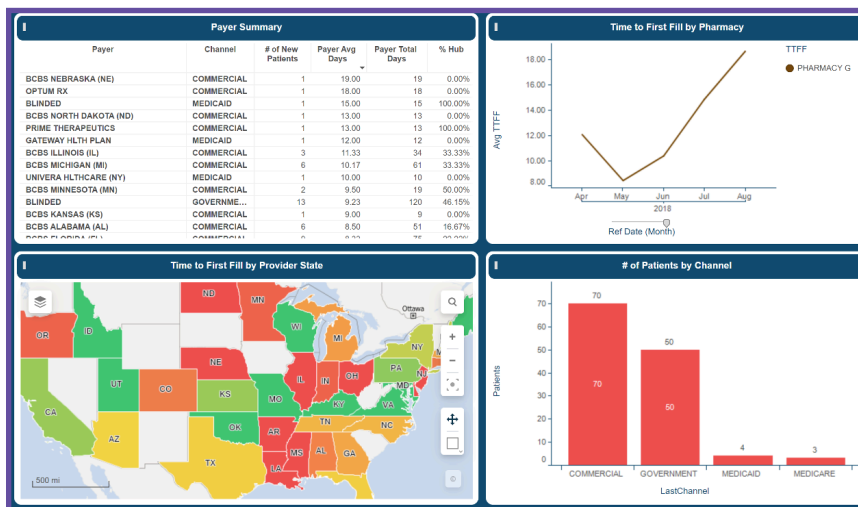 Payer Summary
Payer Channel # of New Patients Payer Avg Days Payer Total Days % Hub
BCBS NEBRASKA (NE) COMMERCIAL 1 19.00 19 0.00%
OPTUM RX COMMERCIAL 1 18.00 18 0.00%
BLINDED MEDICAID 1 15.00 15 100.00%
BCBS NORTH DAKOTA (ND) COMMERCIAL 1 13.00 13 0.00%
PRIME THERAPEUTICS COMMERCIAL 1 13.00 13 100.00%
GATEWAY HLTH PLAN MEDICAID 1 12.00 12 0.00%
BCBS ILLINOIS (IL) COMMERCIAL 3 11.33 34 33.33%
BCBS MICHIGAN (MI) COMMERCIAL 6 10.17 61 33.33%
UNIVERA HLTHCARE (NY) MEDICAID 1 10.00 10 0.00%
BCBS MINNESOTA (MN) COMMERCIAL 2 9.50 19 50.00%
BLINDED GOVERNME... 13 9.23 120 46.15%
BCBS KANSAS (KS) COMMERCIAL 1 9.00 9 0.00%
BCBS ALABAMA (AL) COMMERCIAL 6 8.50 51 16.67%
BCBS FLORIDA (FL) COMMERCIAL 9 8.33 75
Time to First Fill by Pharmacy
TTFF
PHARMACY G
Avg TTFF
18.00
16.00
14.00
12.00
10.00
8.00
Apr May Jun Jul Aug
2018
Ref Date (Month)
Time to First Fill by Provider State
ND
MN
Ottawa
OR
ID
WI
MI
NY
NE
PA
IL
IN
OH
NJ
UT
CO
KS
MO
MD
CA
KY
VA
AZ
OK
AR
TN
NC
TX
MS
AL
GA
LA
500 mi
# of Patients by Channel
Patients
70
60
50
40
30
20
10
0
70
70
50
50
4
3
COMMERCIAL GOVERNMENT MEDICAID MEDICARE
LastChannel